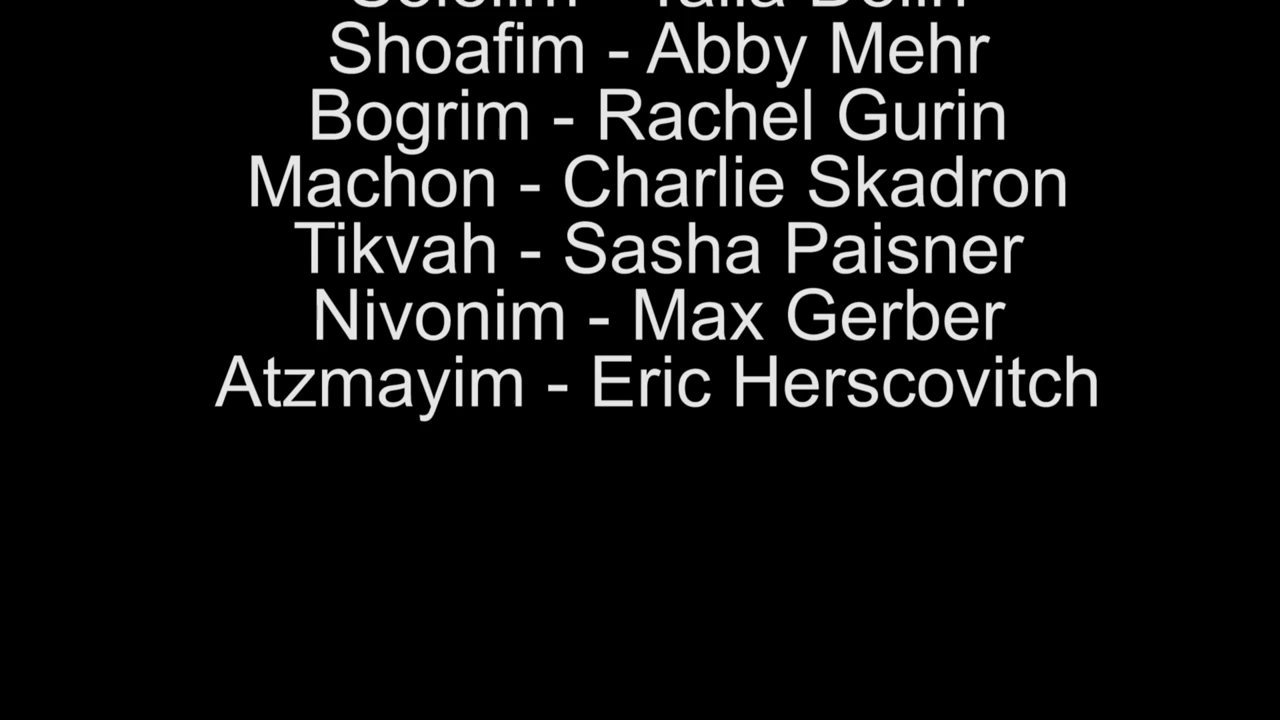 Shoafim - Abby Mehr
Bogrim - Rachel Gurin
Machon - Charlie Skadron
Tikvah - Sasha Paisner
Nivonim - Max Gerber
Atzmayim - Eric Herscovitch